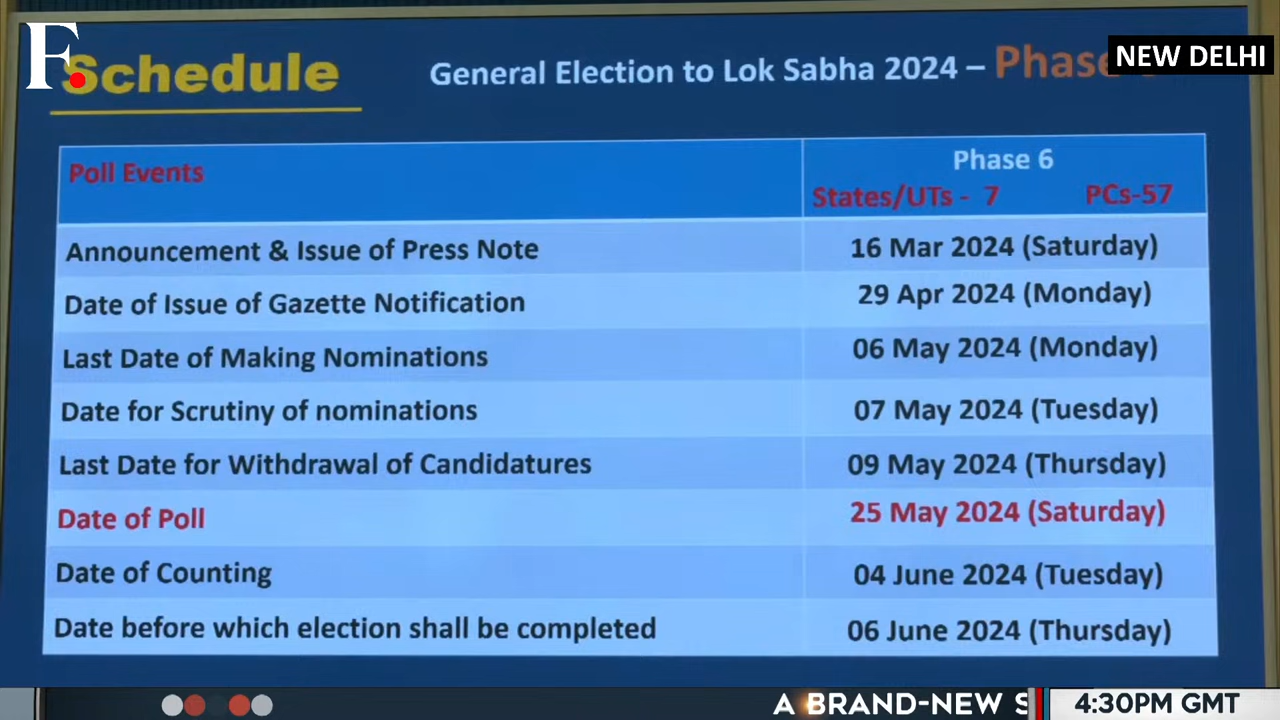 F.
Schedule
General Election to Lok Sabha 2024 – Phase
NEW DELHI
Poll Events
Phase 6
States/UTs - 7 PCs-57
Announcement & Issue of Press Note 16 Mar 2024 (Saturday)
Date of Issue of Gazette Notification 29 Apr 2024 (Monday)
Last Date of Making Nominations 06 May 2024 (Monday)
Date for Scrutiny of nominations 07 May 2024 (Tuesday)
Last Date for Withdrawal of Candidatures 09 May 2024 (Thursday)
Date of Poll 25 May 2024 (Saturday)
Date of Counting 04 June 2024 (Tuesday)
Date before which election shall be completed 06 June 2024 (Thursday)
A BRAND-NEW S
4:30PM GMT